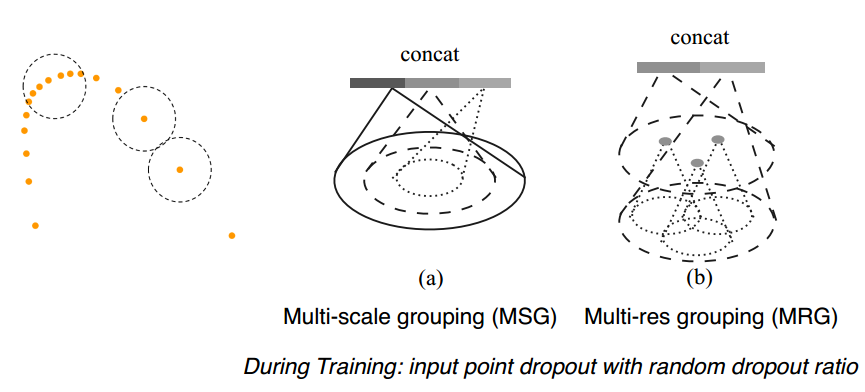 concat
concat
(a)
(b)
Multi-scale grouping (MSG)
Multi-res grouping (MRG)
During Training: input point dropout with random dropout ratio